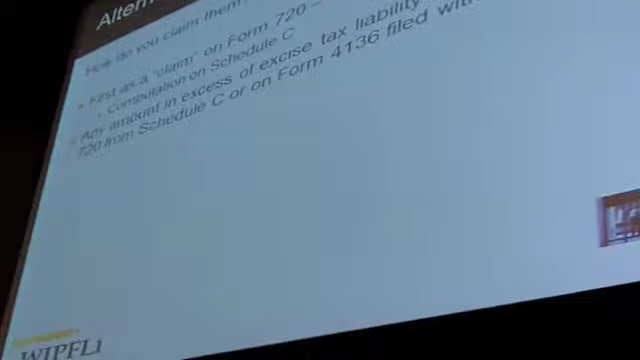 Altern
How do you claim them
First as a "claim" on Form 720 –
Computation on Schedule C
Any amount in excess of excise tax liability
720 from Schedule C or on Form 4136 filed with
WIPFLi